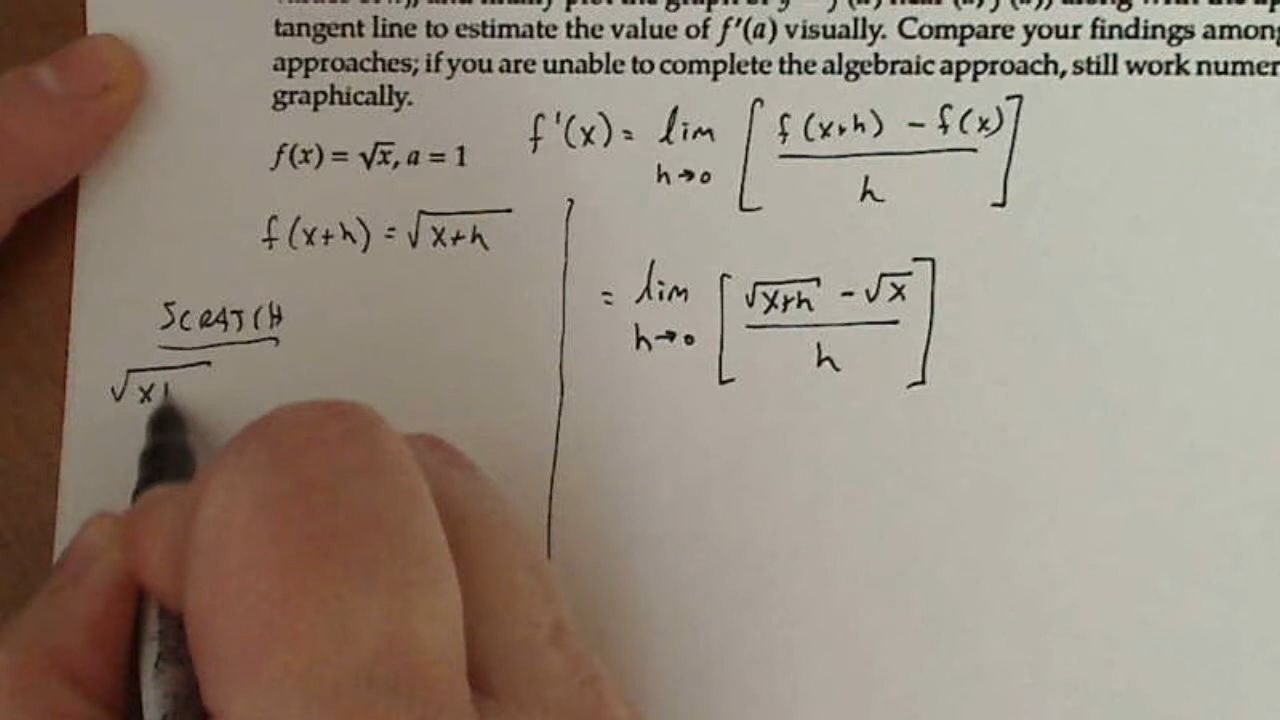 tangent line to estimate the value of f′(a) visually. Compare your findings among
approaches; if you are unable to complete the algebraic approach, still work numer
graphically.
f(x) = √x, a = 1
f'(x) = lim h→0 [ f(x+h) - f(x) / h ]
f(x+h) = √x+h
= lim h→0 [ √x+h - √x / h ]
SCRATCH
√x